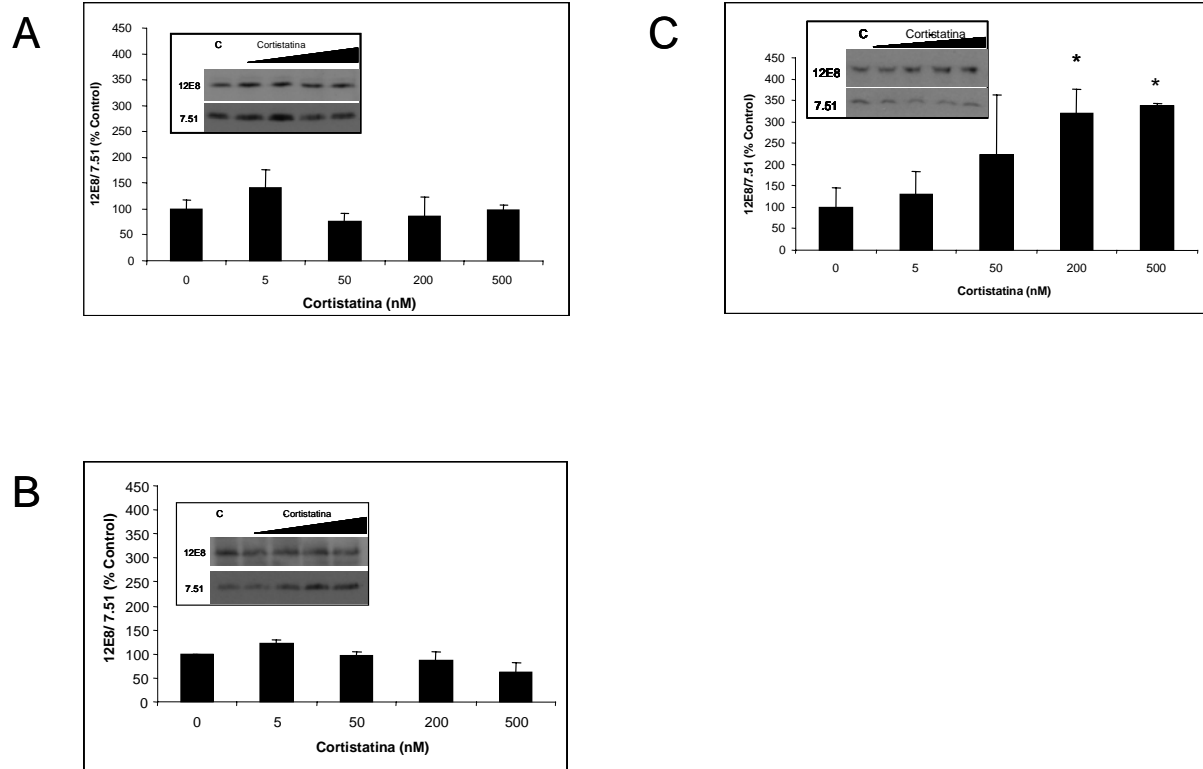 A
12E8/ 7.51 (% Control)
450
400
350
300
250
200
150
100
50
0
C Cortistatina
12E8
7.51
0 5 50 200 500
Cortistatina (nM)
C
12E8/7.51 (% Control)
450
400
350
300
250
200
150
100
50
0
C Cortistatina
12E8
7.51
* *
0 5 50 200 500
Cortistatina (nM)
B
12E8/ 7.51 (% Control)
450
400
350
300
250
200
150
100
50
0
C Cortistatina
12E8
7.51
0 5 50 200 500
Cortistatina (nM)